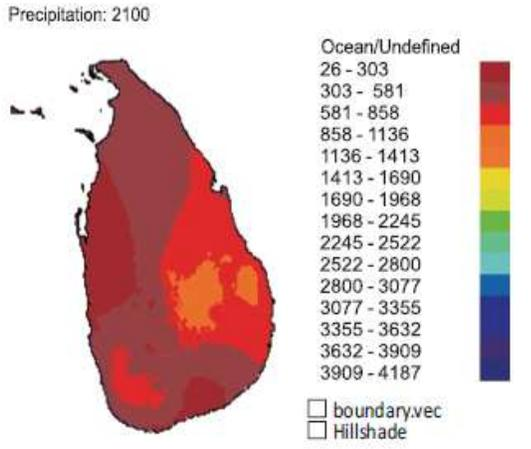 Precipitation: 2100
Ocean/Undefined
26 - 303
303 - 581
581 - 858
858 - 1136
1136 - 1413
1413 - 1690
1690 - 1968
1968 - 2245
2245 - 2522
2522 - 2800
2800 - 3077
3077 - 3355
3355 - 3632
3632 - 3909
3909 - 4187
boundary.vec
Hillshade